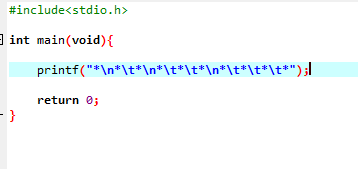 #include<stdio.h>
int main(void){
printf("*\n*\t*\n*\t*\t*\n*\t*\t*\t*");
return 0;
}